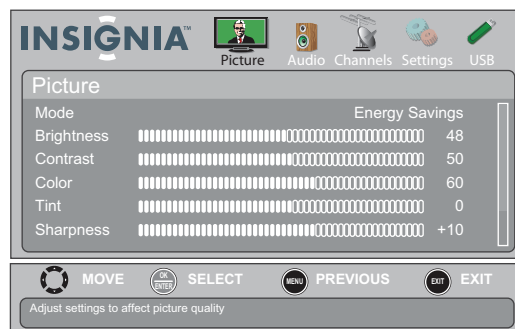 INSIGNIA™
Picture Audio Channels Settings USB
Picture
Mode Energy Savings
Brightness 48
Contrast 50
Color 60
Tint 0
Sharpness +10
MOVE OK ENTER SELECT MENU PREVIOUS EXIT EXIT
Adjust settings to affect picture quality